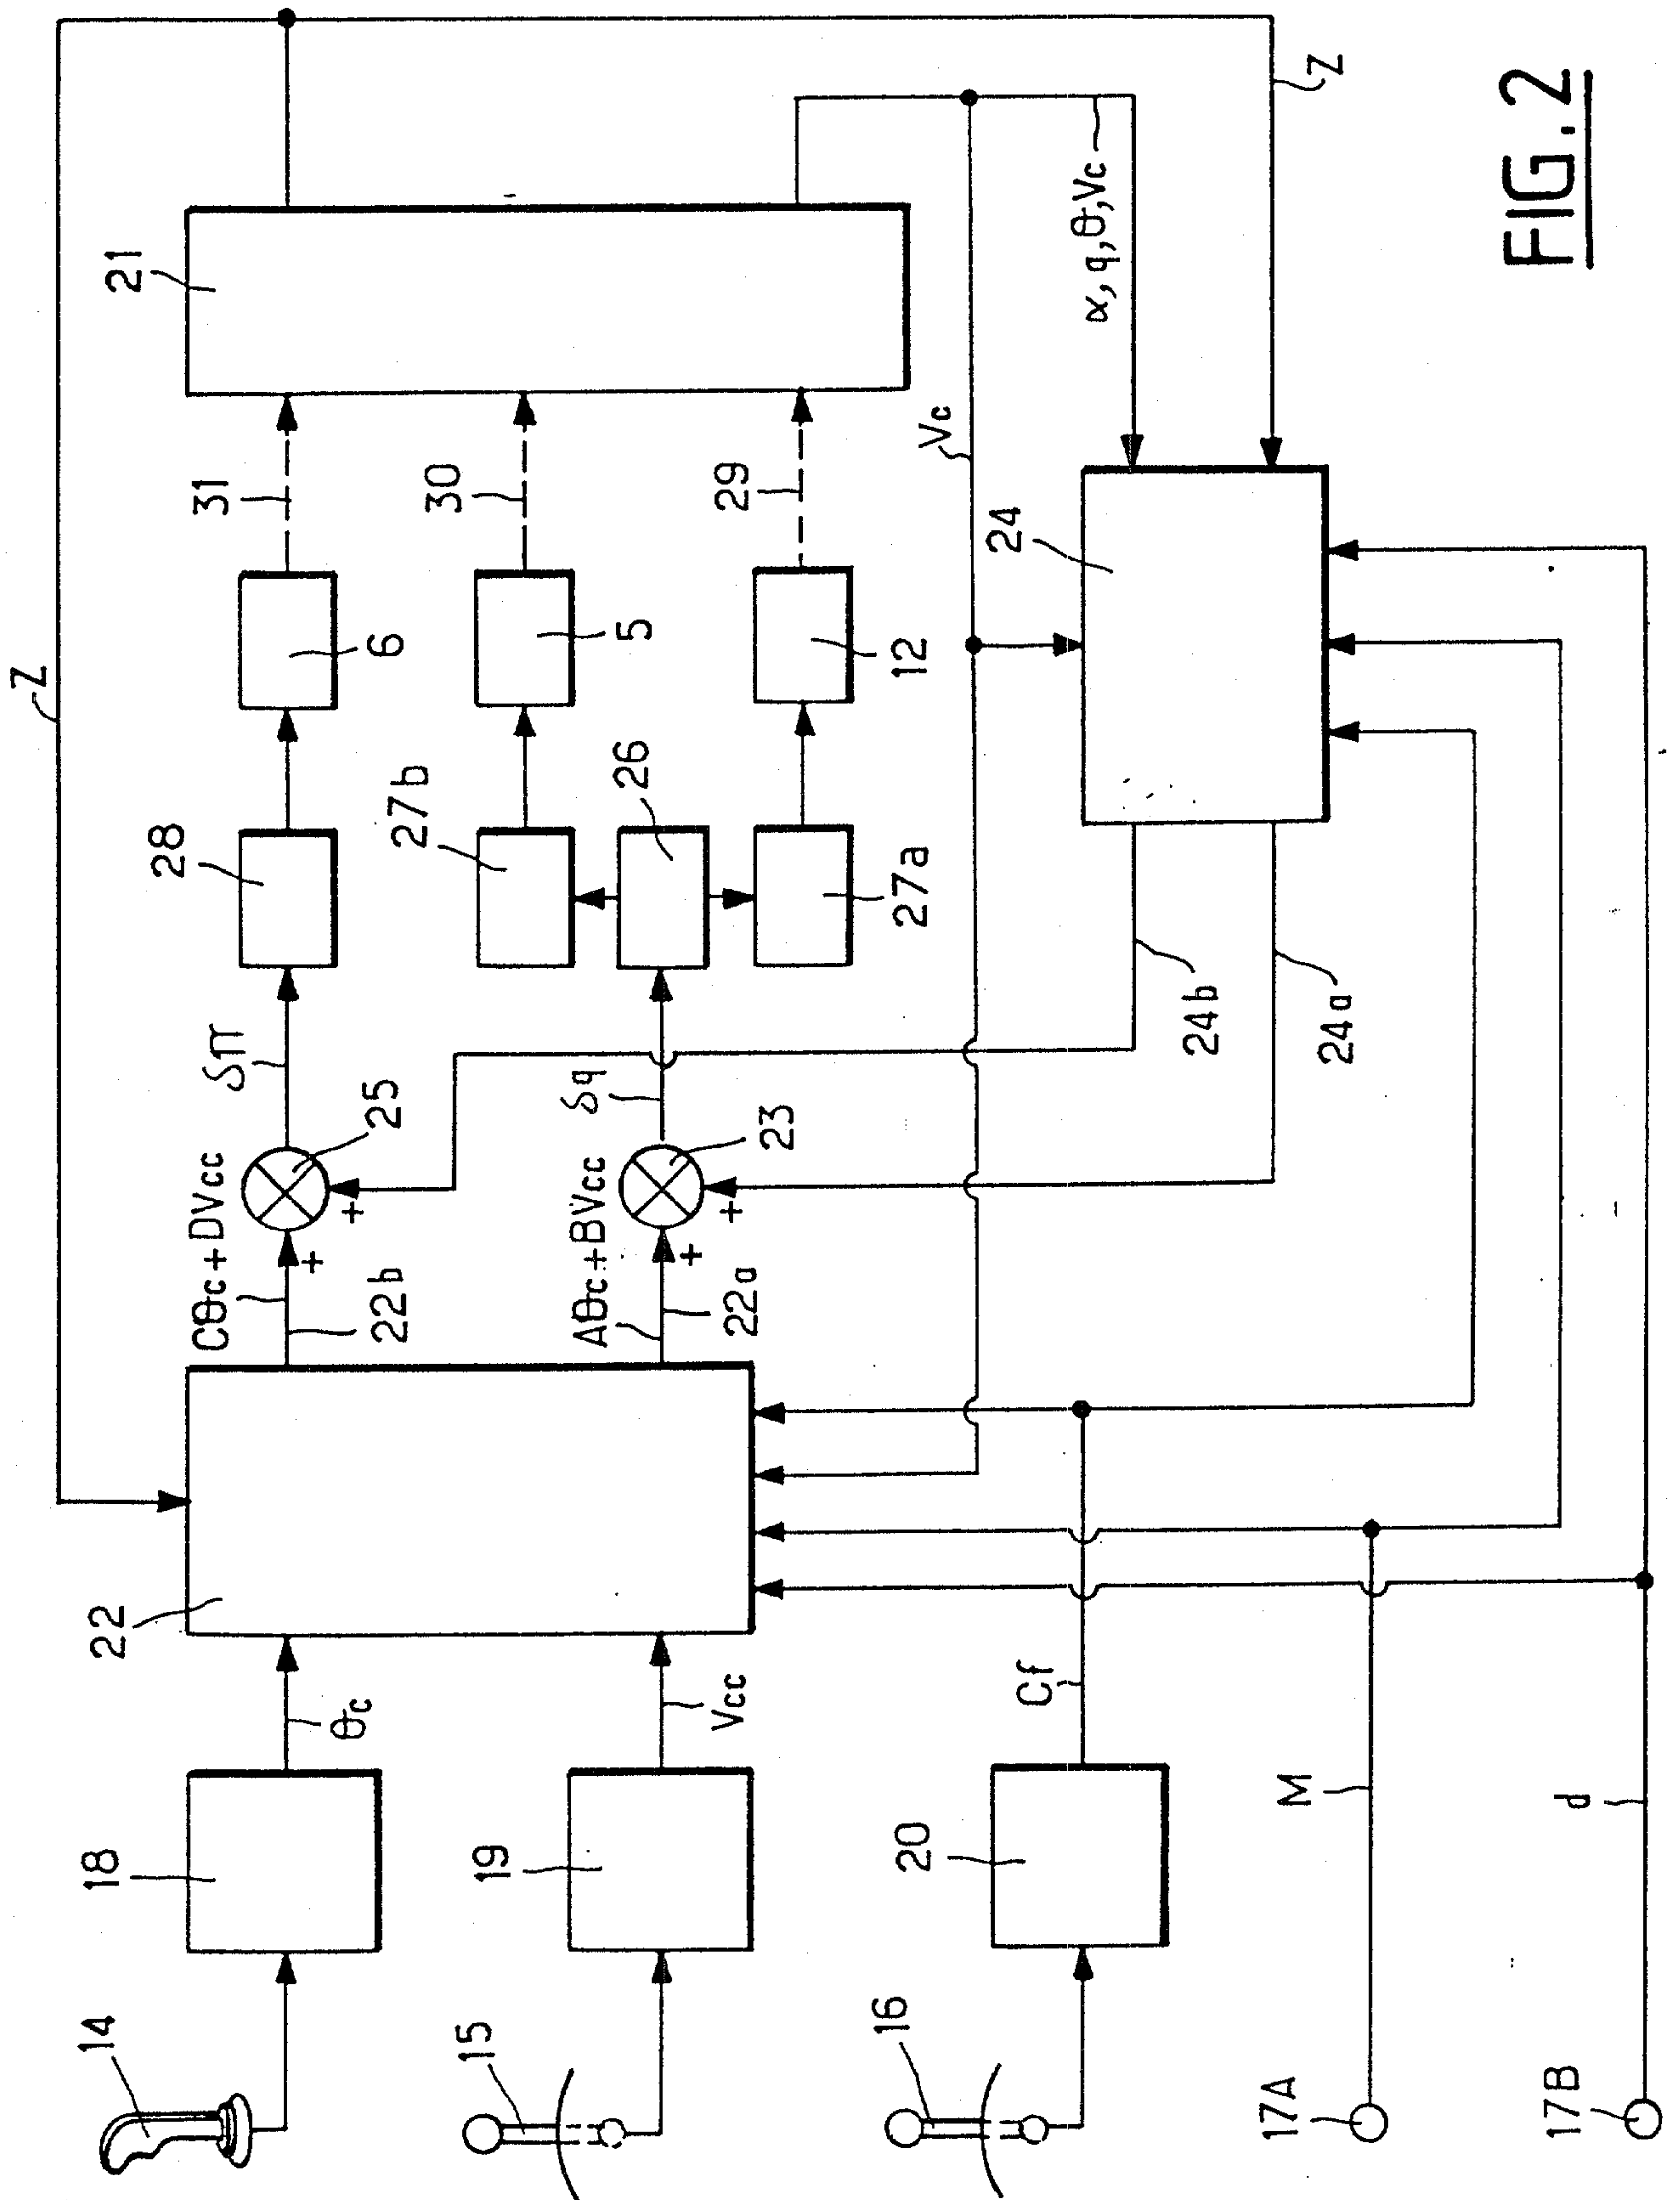 14
18
θc
22
15
19
Vcc
16
20
Cf
17A
M
17B
d
Z
CθC+DVcc
22b
25
δΠ
28
6
31
21
Aθc+BVcc
22a
23
δq
27b
26
27a
5
30
12
29
24b
24a
24
Vc
α, q, θ, Vc
Z
+
+
+
+
FIG. 2